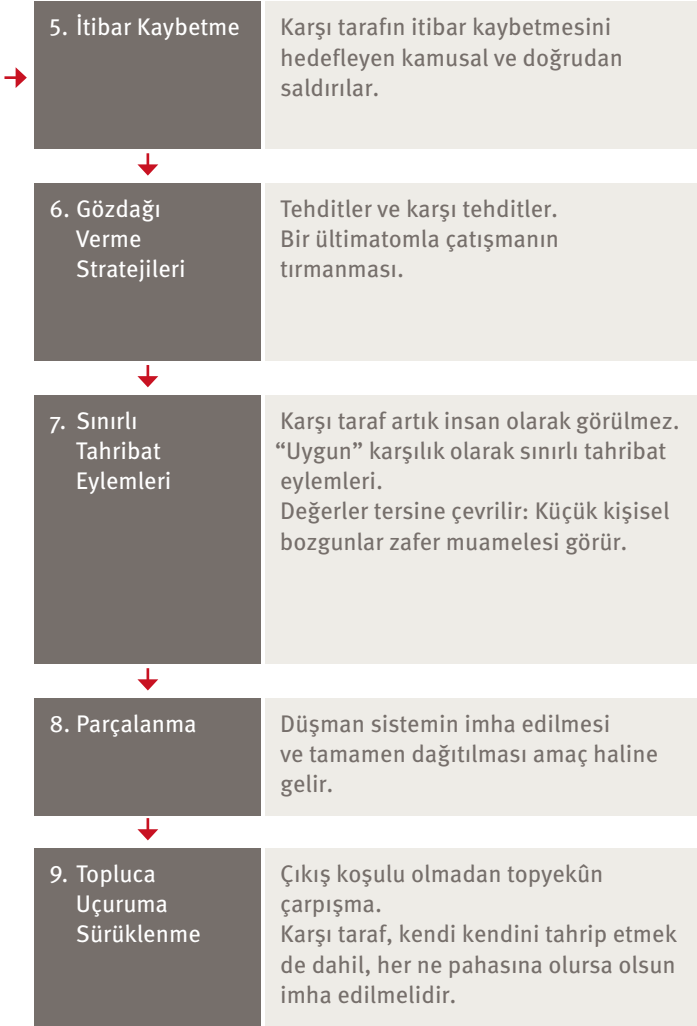 5. İtibar Kaybetme
Karşı tarafın itibar kaybetmesini
hedefleyen kamusal ve doğrudan
saldırılar.
6. Gözdağı
Verme
Stratejileri
Tehditler ve karşı tehditler.
Bir ültimatomla çatışmanın
tırmanması.
7. Sınırlı
Tahribat
Eylemleri
Karşı taraf artık insan olarak görülmez.
“Uygun” karşılık olarak sınırlı tahribat
eylemleri.
Değerler tersine çevrilir: Küçük kişisel
bozgunlar zafer muamelesi görür.
8. Parçalanma
Düşman sistemin imha edilmesi
ve tamamen dağıtılması amaç haline
gelir.
9. Topluca
Uçuruma
Sürüklenme
Çıkış koşulu olmadan topyekûn
çarpışma.
Karşı taraf, kendi kendini tahrip etmek
de dahil, her ne pahasına olursa olsun
imha edilmelidir.